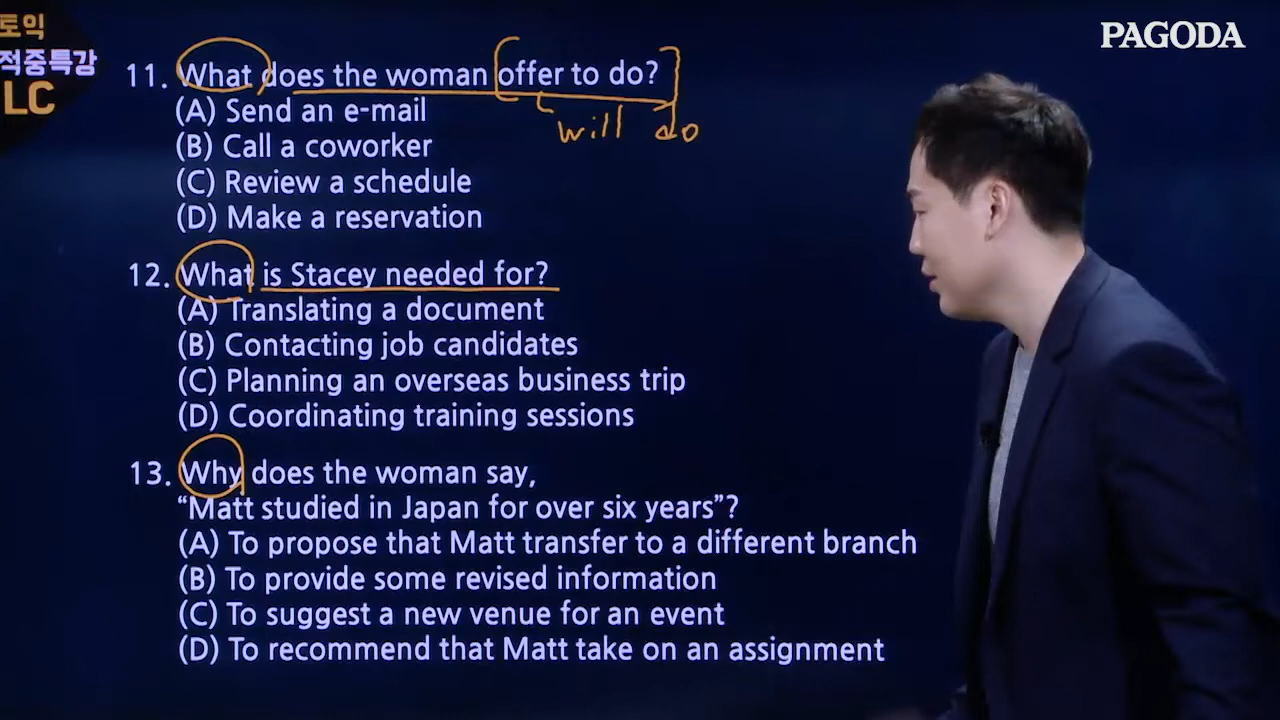 토익
적중특강
LC
PAGODA
11. What does the woman offer to do?
will do
(A) Send an e-mail
(B) Call a coworker
(C) Review a schedule
(D) Make a reservation
12. What is Stacey needed for?
(A) Translating a document
(B) Contacting job candidates
(C) Planning an overseas business trip
(D) Coordinating training sessions
13. Why does the woman say,
“Matt studied in Japan for over six years”?
(A) To propose that Matt transfer to a different branch
(B) To provide some revised information
(C) To suggest a new venue for an event
(D) To recommend that Matt take on an assignment